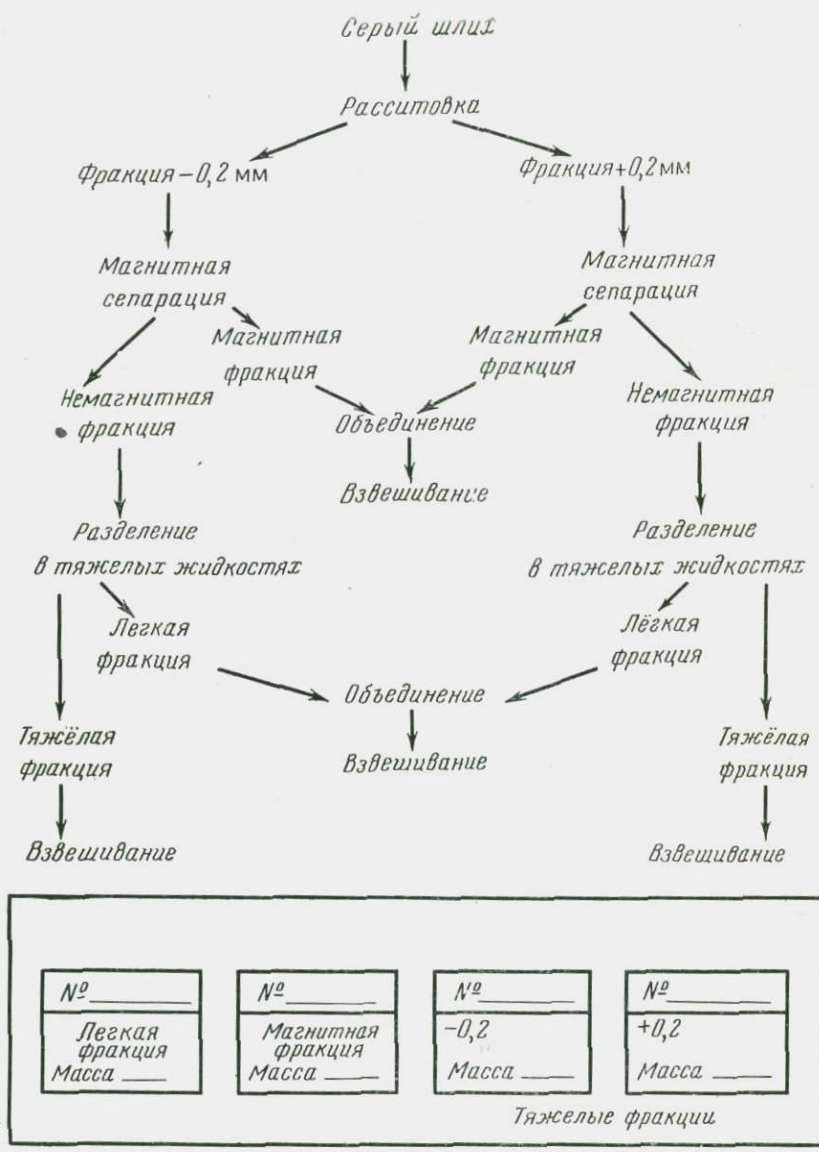 Серый шлих
Расситовка
Фракция – 0,2 мм
Фракция+0,2мм
Магнитная
сепарация
Магнитная
сепарация
Магнитная
фракция
Магнитная
фракция
Немагнитная
фракция
Объединение
Немагнитная
фракция
Взвешивание
Разделение
в тяжелых жидкостях
Разделение
в тяжелых жидкостях
Легкая
фракция
Лёгкая
фракция
Объединение
Тяжёлая
фракция
Взвешивание
Тяжёлая
фракция
Взвешивание
Взвешивание
№
Легкая
фракция
Масса
№
Магнитная
фракция
Масса
№
–0,2
Масса
№
+0,2
Масса
Тяжелые фракции